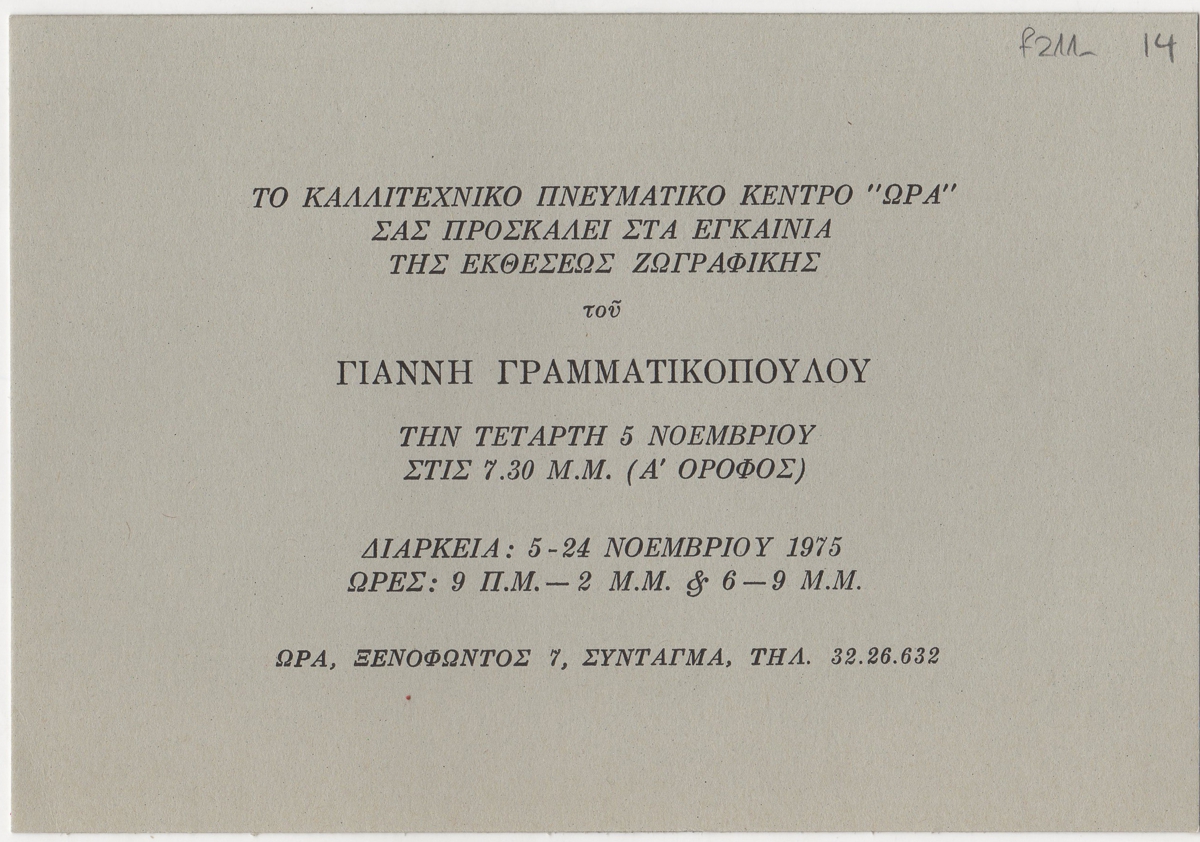 f211 14
ΤΟ ΚΑΛΛΙΤΕΧΝΙΚΟ ΠΝΕΥΜΑΤΙΚΟ ΚΕΝΤΡΟ "ΩΡΑ"
ΣΑΣ ΠΡΟΣΚΑΛΕΙ ΣΤΑ ΕΓΚΑΙΝΙΑ
ΤΗΣ ΕΚΘΕΣΕΩΣ ΖΩΓΡΑΦΙΚΗΣ
τοῦ
ΓΙΑΝΝΗ ΓΡΑΜΜΑΤΙΚΟΠΟΥΛΟΥ
ΤΗΝ ΤΕΤΑΡΤΗ 5 ΝΟΕΜΒΡΙΟΥ
ΣΤΙΣ 7.30 Μ.Μ. (Α' ΟΡΟΦΟΣ)
ΔΙΑΡΚΕΙΑ: 5-24 ΝΟΕΜΒΡΙΟΥ 1975
ΩΡΕΣ: 9 Π.Μ.—2 Μ.Μ. & 6—9 Μ.Μ.
ΩΡΑ, ΞΕΝΟΦΩΝΤΟΣ 7, ΣΥΝΤΑΓΜΑ, ΤΗΛ. 32.26.632